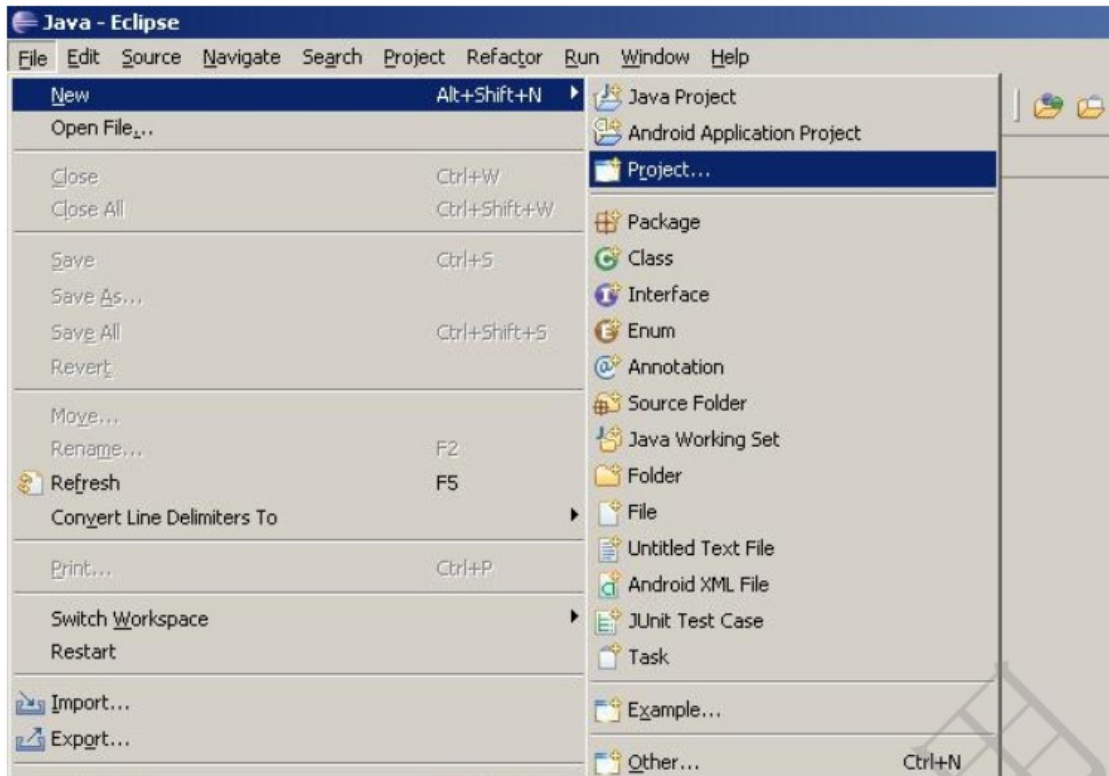 Java - Eclipse
File Edit Source Navigate Search Project Refactor Run Window Help
New Alt+Shift+N
Open File...
Close Ctrl+W
Close All Ctrl+Shift+W
Save Ctrl+S
Save As...
Save All Ctrl+Shift+S
Revert
Move...
Rename... F2
Refresh F5
Convert Line Delimiters To
Print... Ctrl+P
Switch Workspace
Restart
Import...
Export...
Java Project
Android Application Project
Project...
Package
Class
Interface
Enum
Annotation
Source Folder
Java Working Set
Folder
File
Untitled Text File
Android XML File
JUnit Test Case
Task
Example...
Other... Ctrl+N